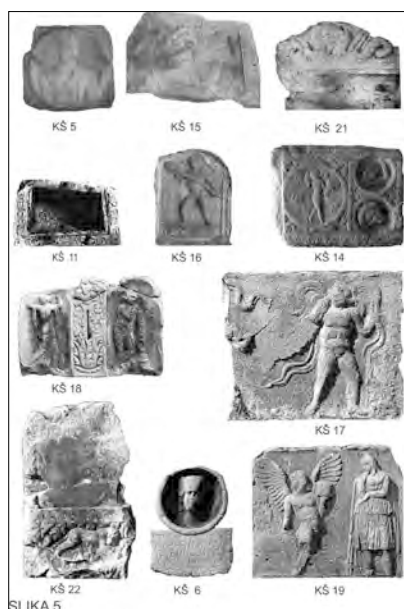 KŠ 5
KŠ 15
KŠ 21
KŠ 11
KŠ 16
KŠ 14
KŠ 18
KŠ 17
KŠ 22
KŠ 6
KŠ 19
SLIKA 5